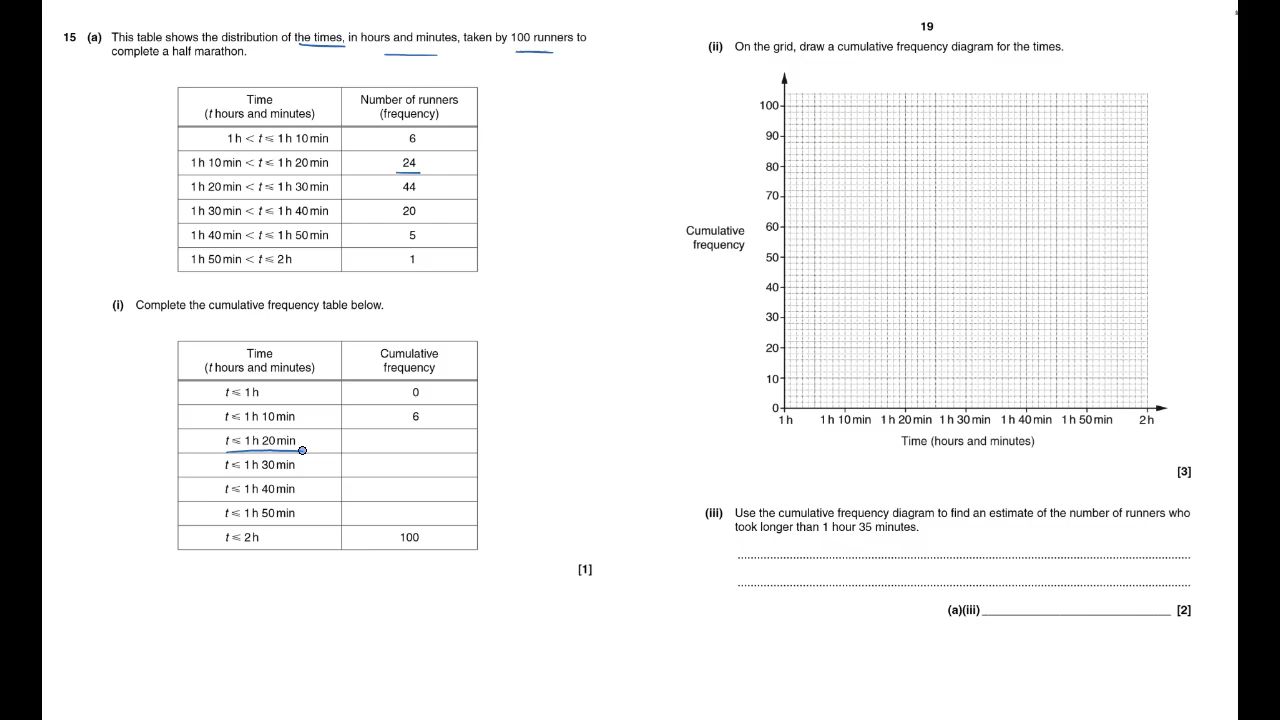 15 (a) This table shows the distribution of the times, in hours and minutes, taken by 100 runners to
complete a half marathon.
Time Number of runners
(t hours and minutes) (frequency)
1 h < t ⩽ 1 h 10 min 6
1 h 10 min < t ⩽ 1 h 20 min 24
1 h 20 min < t ⩽ 1 h 30 min 44
1 h 30 min < t ⩽ 1 h 40 min 20
1 h 40 min < t ⩽ 1 h 50 min 5
1 h 50 min < t ⩽ 2 h 1
(i) Complete the cumulative frequency table below.
Time Cumulative
(t hours and minutes) frequency
t ⩽ 1 h 0
t ⩽ 1 h 10 min 6
t ⩽ 1 h 20 min
t ⩽ 1 h 30 min
t ⩽ 1 h 40 min
t ⩽ 1 h 50 min
t ⩽ 2 h 100
[1]
19
(ii) On the grid, draw a cumulative frequency diagram for the times.
100
90
80
70
60
Cumulative
frequency
50
40
30
20
10
0
1 h 1 h 10 min 1 h 20 min 1 h 30 min 1 h 40 min 1 h 50 min 2 h
Time (hours and minutes)
[3]
(iii) Use the cumulative frequency diagram to find an estimate of the number of runners who
took longer than 1 hour 35 minutes.
(a)(iii) [2]